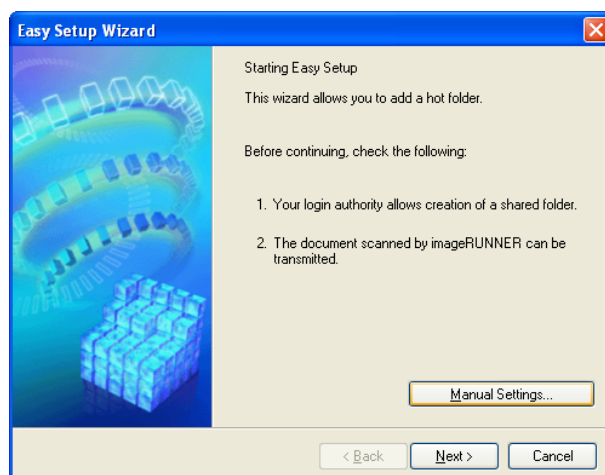 Easy Setup Wizard
Starting Easy Setup
This wizard allows you to add a hot folder.
Before continuing, check the following:
1. Your login authority allows creation of a shared folder.
2. The document scanned by imageRUNNER can be
transmitted.
Manual Settings...
< Back
Next >
Cancel